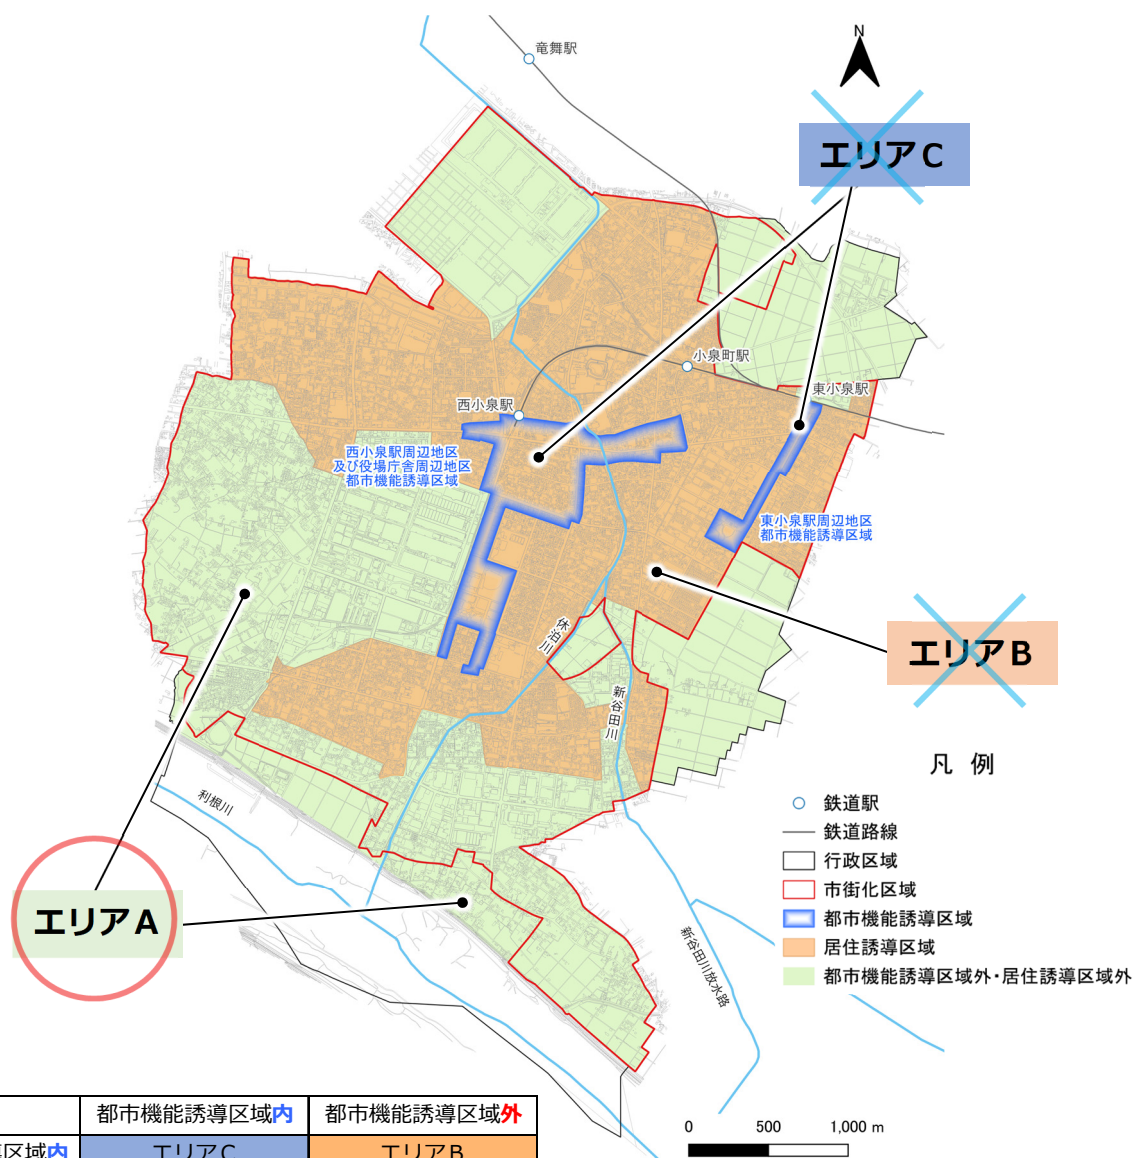 竜舞駅
N
エリアC
小泉町駅
東小泉駅
西小泉駅
西小泉駅周辺地区
及び役場庁舎周辺地区
都市機能誘導区域
東小泉駅周辺地区
都市機能誘導区域
休泊川
エリアB
新谷田川
凡 例
鉄道駅
鉄道路線
行政区域
市街化区域
都市機能誘導区域
居住誘導区域
都市機能誘導区域外・居住誘導区域外
利根川
エリアA
新谷田川放水路
都市機能誘導区域内 都市機能誘導区域外
導区域内 エリアC エリアB
0 500 1,000 m